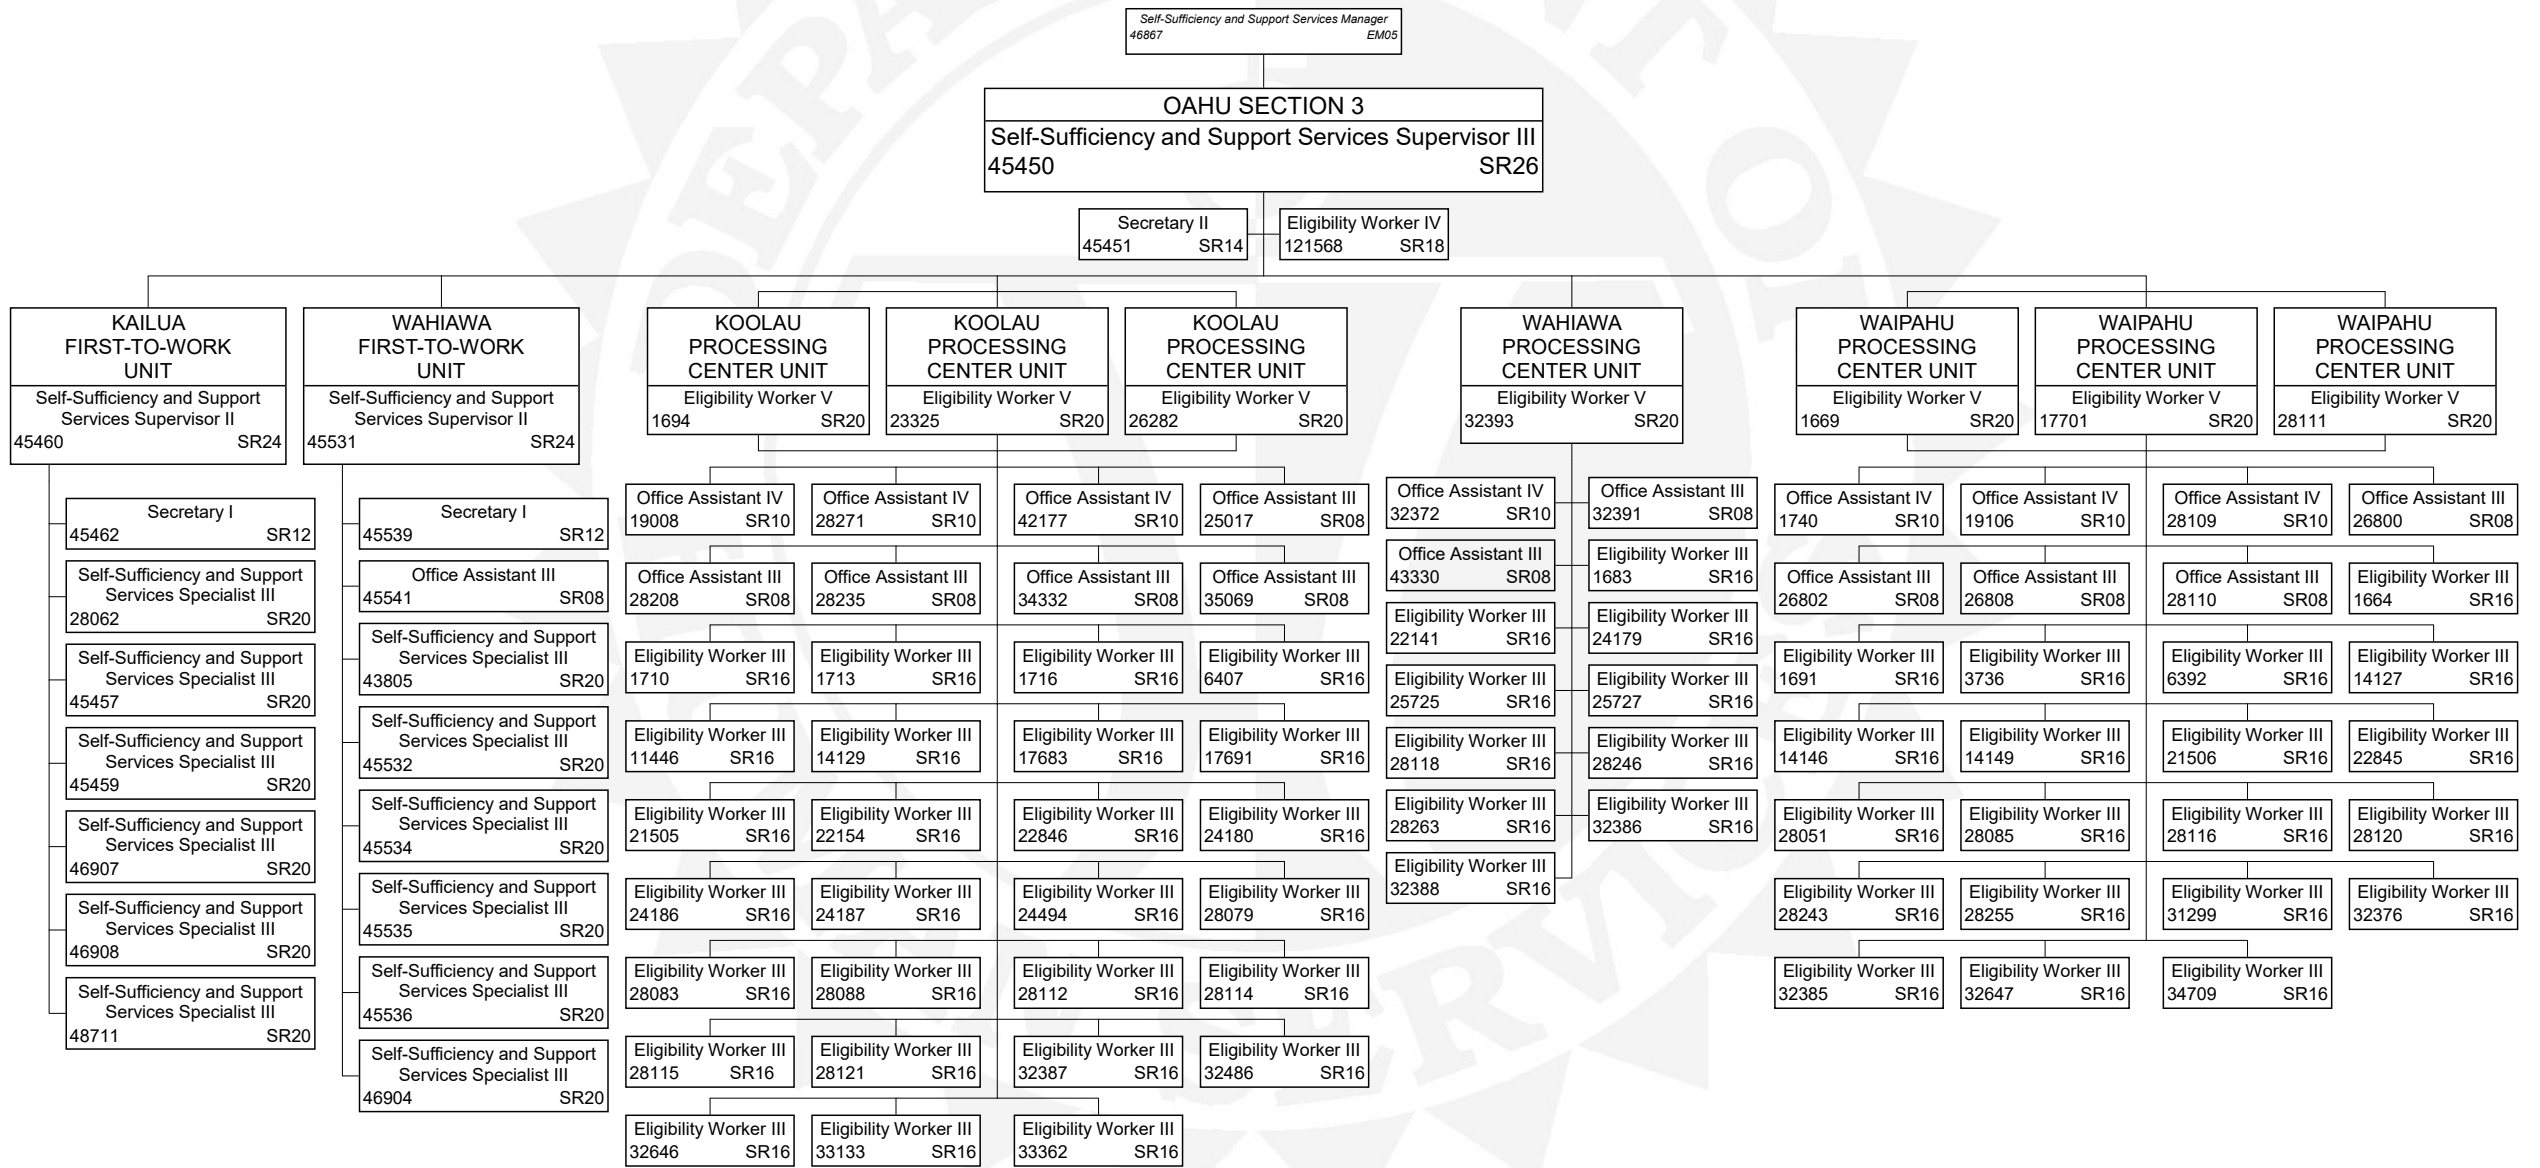 Self-Sufficiency and Support Services Manager
46867 EM05
OAHU SECTION 3
Self-Sufficiency and Support Services Supervisor III
45450 SR26
Secretary II
45451 SR14
Eligibility Worker IV
121568 SR18
KAILUA
FIRST-TO-WORK
UNIT
Self-Sufficiency and Support
Services Supervisor II
45460 SR24
Secretary I
45462 SR12
Self-Sufficiency and Support
Services Specialist III
28062 SR20
Self-Sufficiency and Support
Services Specialist III
45457 SR20
Self-Sufficiency and Support
Services Specialist III
45459 SR20
Self-Sufficiency and Support
Services Specialist III
46907 SR20
Self-Sufficiency and Support
Services Specialist III
46908 SR20
Self-Sufficiency and Support
Services Specialist III
48711 SR20
WAHIAWA
FIRST-TO-WORK
UNIT
Self-Sufficiency and Support
Services Supervisor II
45531 SR24
Secretary I
45539 SR12
Office Assistant III
45541 SR08
Self-Sufficiency and Support
Services Specialist III
43805 SR20
Self-Sufficiency and Support
Services Specialist III
45532 SR20
Self-Sufficiency and Support
Services Specialist III
45534 SR20
Self-Sufficiency and Support
Services Specialist III
45535 SR20
Self-Sufficiency and Support
Services Specialist III
45536 SR20
Self-Sufficiency and Support
Services Specialist III
46904 SR20
KOOLAU
PROCESSING
CENTER UNIT
Eligibility Worker V
1694 SR20
KOOLAU
PROCESSING
CENTER UNIT
Eligibility Worker V
23325 SR20
KOOLAU
PROCESSING
CENTER UNIT
Eligibility Worker V
26282 SR20
Office Assistant IV
19008 SR10
Office Assistant IV
28271 SR10
Office Assistant IV
42177 SR10
Office Assistant III
25017 SR08
Office Assistant III
28208 SR08
Office Assistant III
28235 SR08
Office Assistant III
34332 SR08
Office Assistant III
35069 SR08
Eligibility Worker III
1710 SR16
Eligibility Worker III
1713 SR16
Eligibility Worker III
1716 SR16
Eligibility Worker III
6407 SR16
Eligibility Worker III
11446 SR16
Eligibility Worker III
14129 SR16
Eligibility Worker III
17683 SR16
Eligibility Worker III
17691 SR16
Eligibility Worker III
21505 SR16
Eligibility Worker III
22154 SR16
Eligibility Worker III
22846 SR16
Eligibility Worker III
24180 SR16
Eligibility Worker III
24186 SR16
Eligibility Worker III
24187 SR16
Eligibility Worker III
24494 SR16
Eligibility Worker III
28079 SR16
Eligibility Worker III
28083 SR16
Eligibility Worker III
28088 SR16
Eligibility Worker III
28112 SR16
Eligibility Worker III
28114 SR16
Eligibility Worker III
28115 SR16
Eligibility Worker III
28121 SR16
Eligibility Worker III
32387 SR16
Eligibility Worker III
32486 SR16
Eligibility Worker III
32646 SR16
Eligibility Worker III
33133 SR16
Eligibility Worker III
33362 SR16
WAHIAWA
PROCESSING
CENTER UNIT
Eligibility Worker V
32393 SR20
Office Assistant IV
32372 SR10
Office Assistant III
32391 SR08
Office Assistant III
43330 SR08
Eligibility Worker III
1683 SR16
Eligibility Worker III
22141 SR16
Eligibility Worker III
24179 SR16
Eligibility Worker III
25725 SR16
Eligibility Worker III
25727 SR16
Eligibility Worker III
28118 SR16
Eligibility Worker III
28246 SR16
Eligibility Worker III
28263 SR16
Eligibility Worker III
32386 SR16
Eligibility Worker III
32388 SR16
WAIPAHU
PROCESSING
CENTER UNIT
Eligibility Worker V
1669 SR20
WAIPAHU
PROCESSING
CENTER UNIT
Eligibility Worker V
17701 SR20
WAIPAHU
PROCESSING
CENTER UNIT
Eligibility Worker V
28111 SR20
Office Assistant IV
1740 SR10
Office Assistant IV
19106 SR10
Office Assistant IV
28109 SR10
Office Assistant III
26800 SR08
Office Assistant III
26802 SR08
Office Assistant III
26808 SR08
Office Assistant III
28110 SR08
Eligibility Worker III
1664 SR16
Eligibility Worker III
1691 SR16
Eligibility Worker III
3736 SR16
Eligibility Worker III
6392 SR16
Eligibility Worker III
14127 SR16
Eligibility Worker III
14146 SR16
Eligibility Worker III
14149 SR16
Eligibility Worker III
21506 SR16
Eligibility Worker III
22845 SR16
Eligibility Worker III
28051 SR16
Eligibility Worker III
28085 SR16
Eligibility Worker III
28116 SR16
Eligibility Worker III
28120 SR16
Eligibility Worker III
28243 SR16
Eligibility Worker III
28255 SR16
Eligibility Worker III
31299 SR16
Eligibility Worker III
32376 SR16
Eligibility Worker III
32385 SR16
Eligibility Worker III
32647 SR16
Eligibility Worker III
34709 SR16